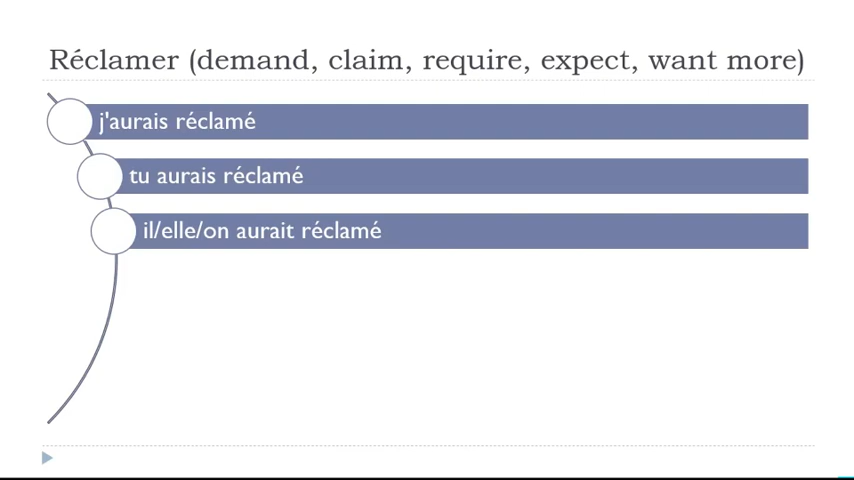 Réclamer (demand, claim, require, expect, want more)
j'aurais réclamé
tu aurais réclamé
il/elle/on aurait réclamé